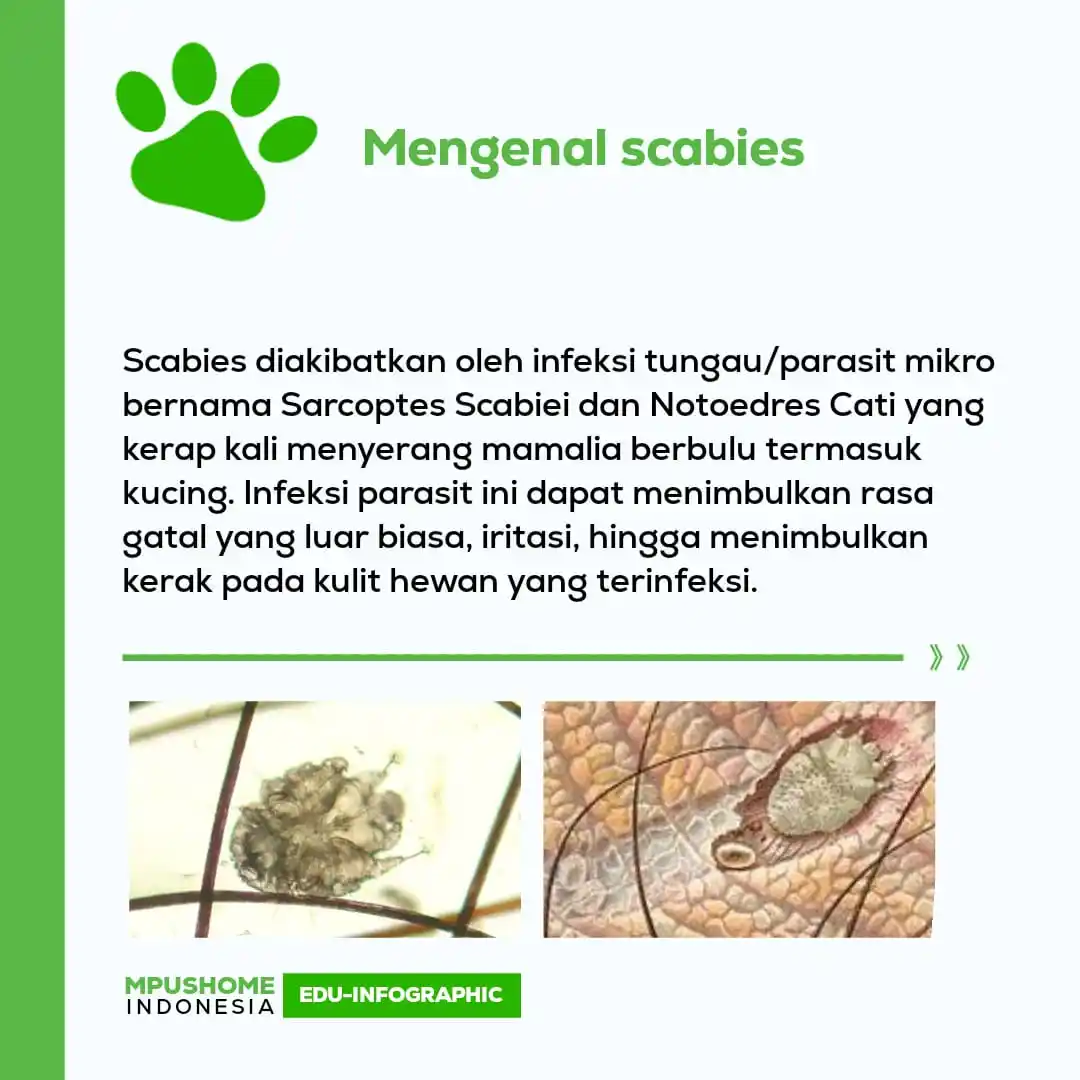 Mengenal scabies
Scabies diakibatkan oleh infeksi tungau/parasit mikro
bernama Sarcoptes Scabiei dan Notoedres Cati yang
kerap kali menyerang mamalia berbulu termasuk
kucing. Infeksi parasit ini dapat menimbulkan rasa
gatal yang luar biasa, iritasi, hingga menimbulkan
kerak pada kulit hewan yang terinfeksi.
MPUSHOME
INDONESIA
EDU-INFOGRAPHIC